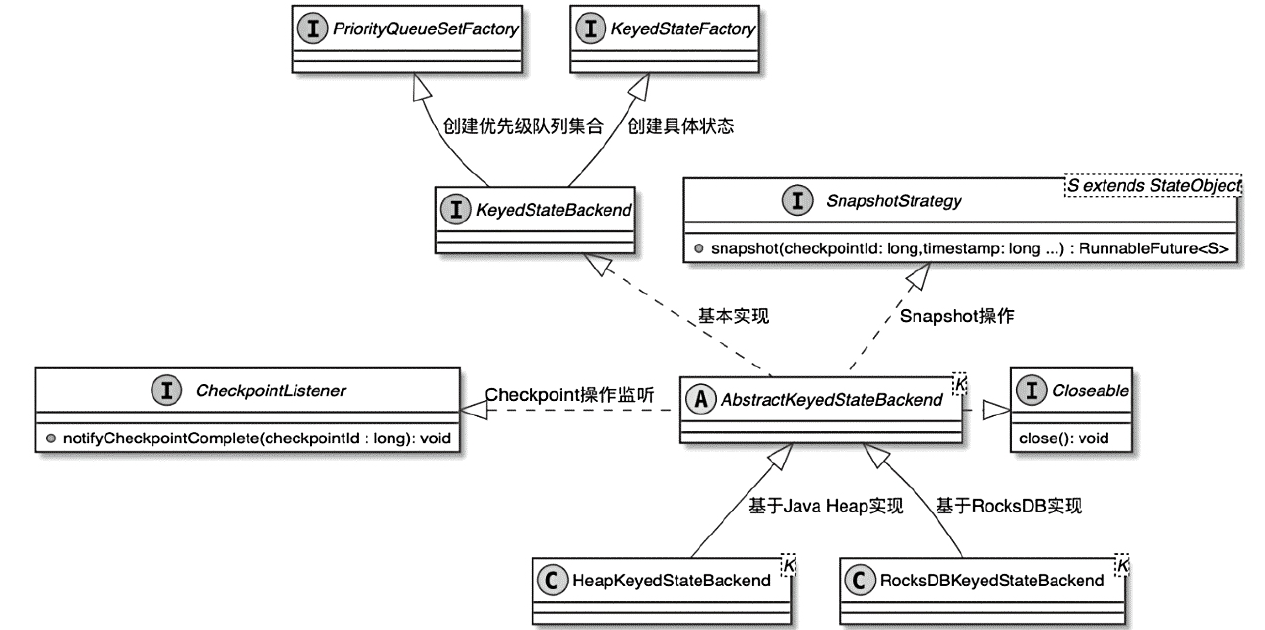 I PriorityQueueSetFactory
I KeyedStateFactory
创建优先级队列集合
创建具体状态
I KeyedStateBackend
S extends StateObject
I SnapshotStrategy
snapshot(checkpointId: long,timestamp: long ...) : RunnableFuture<S>
基本实现
Snapshot操作
I CheckpointListener
notifyCheckpointComplete(checkpointId : long): void
Checkpoint操作监听
K
A AbstractKeyedStateBackend
I Closeable
close(): void
基于Java Heap实现
基于RocksDB实现
K
C HeapKeyedStateBackend
K
C RocksDBKeyedStateBackend